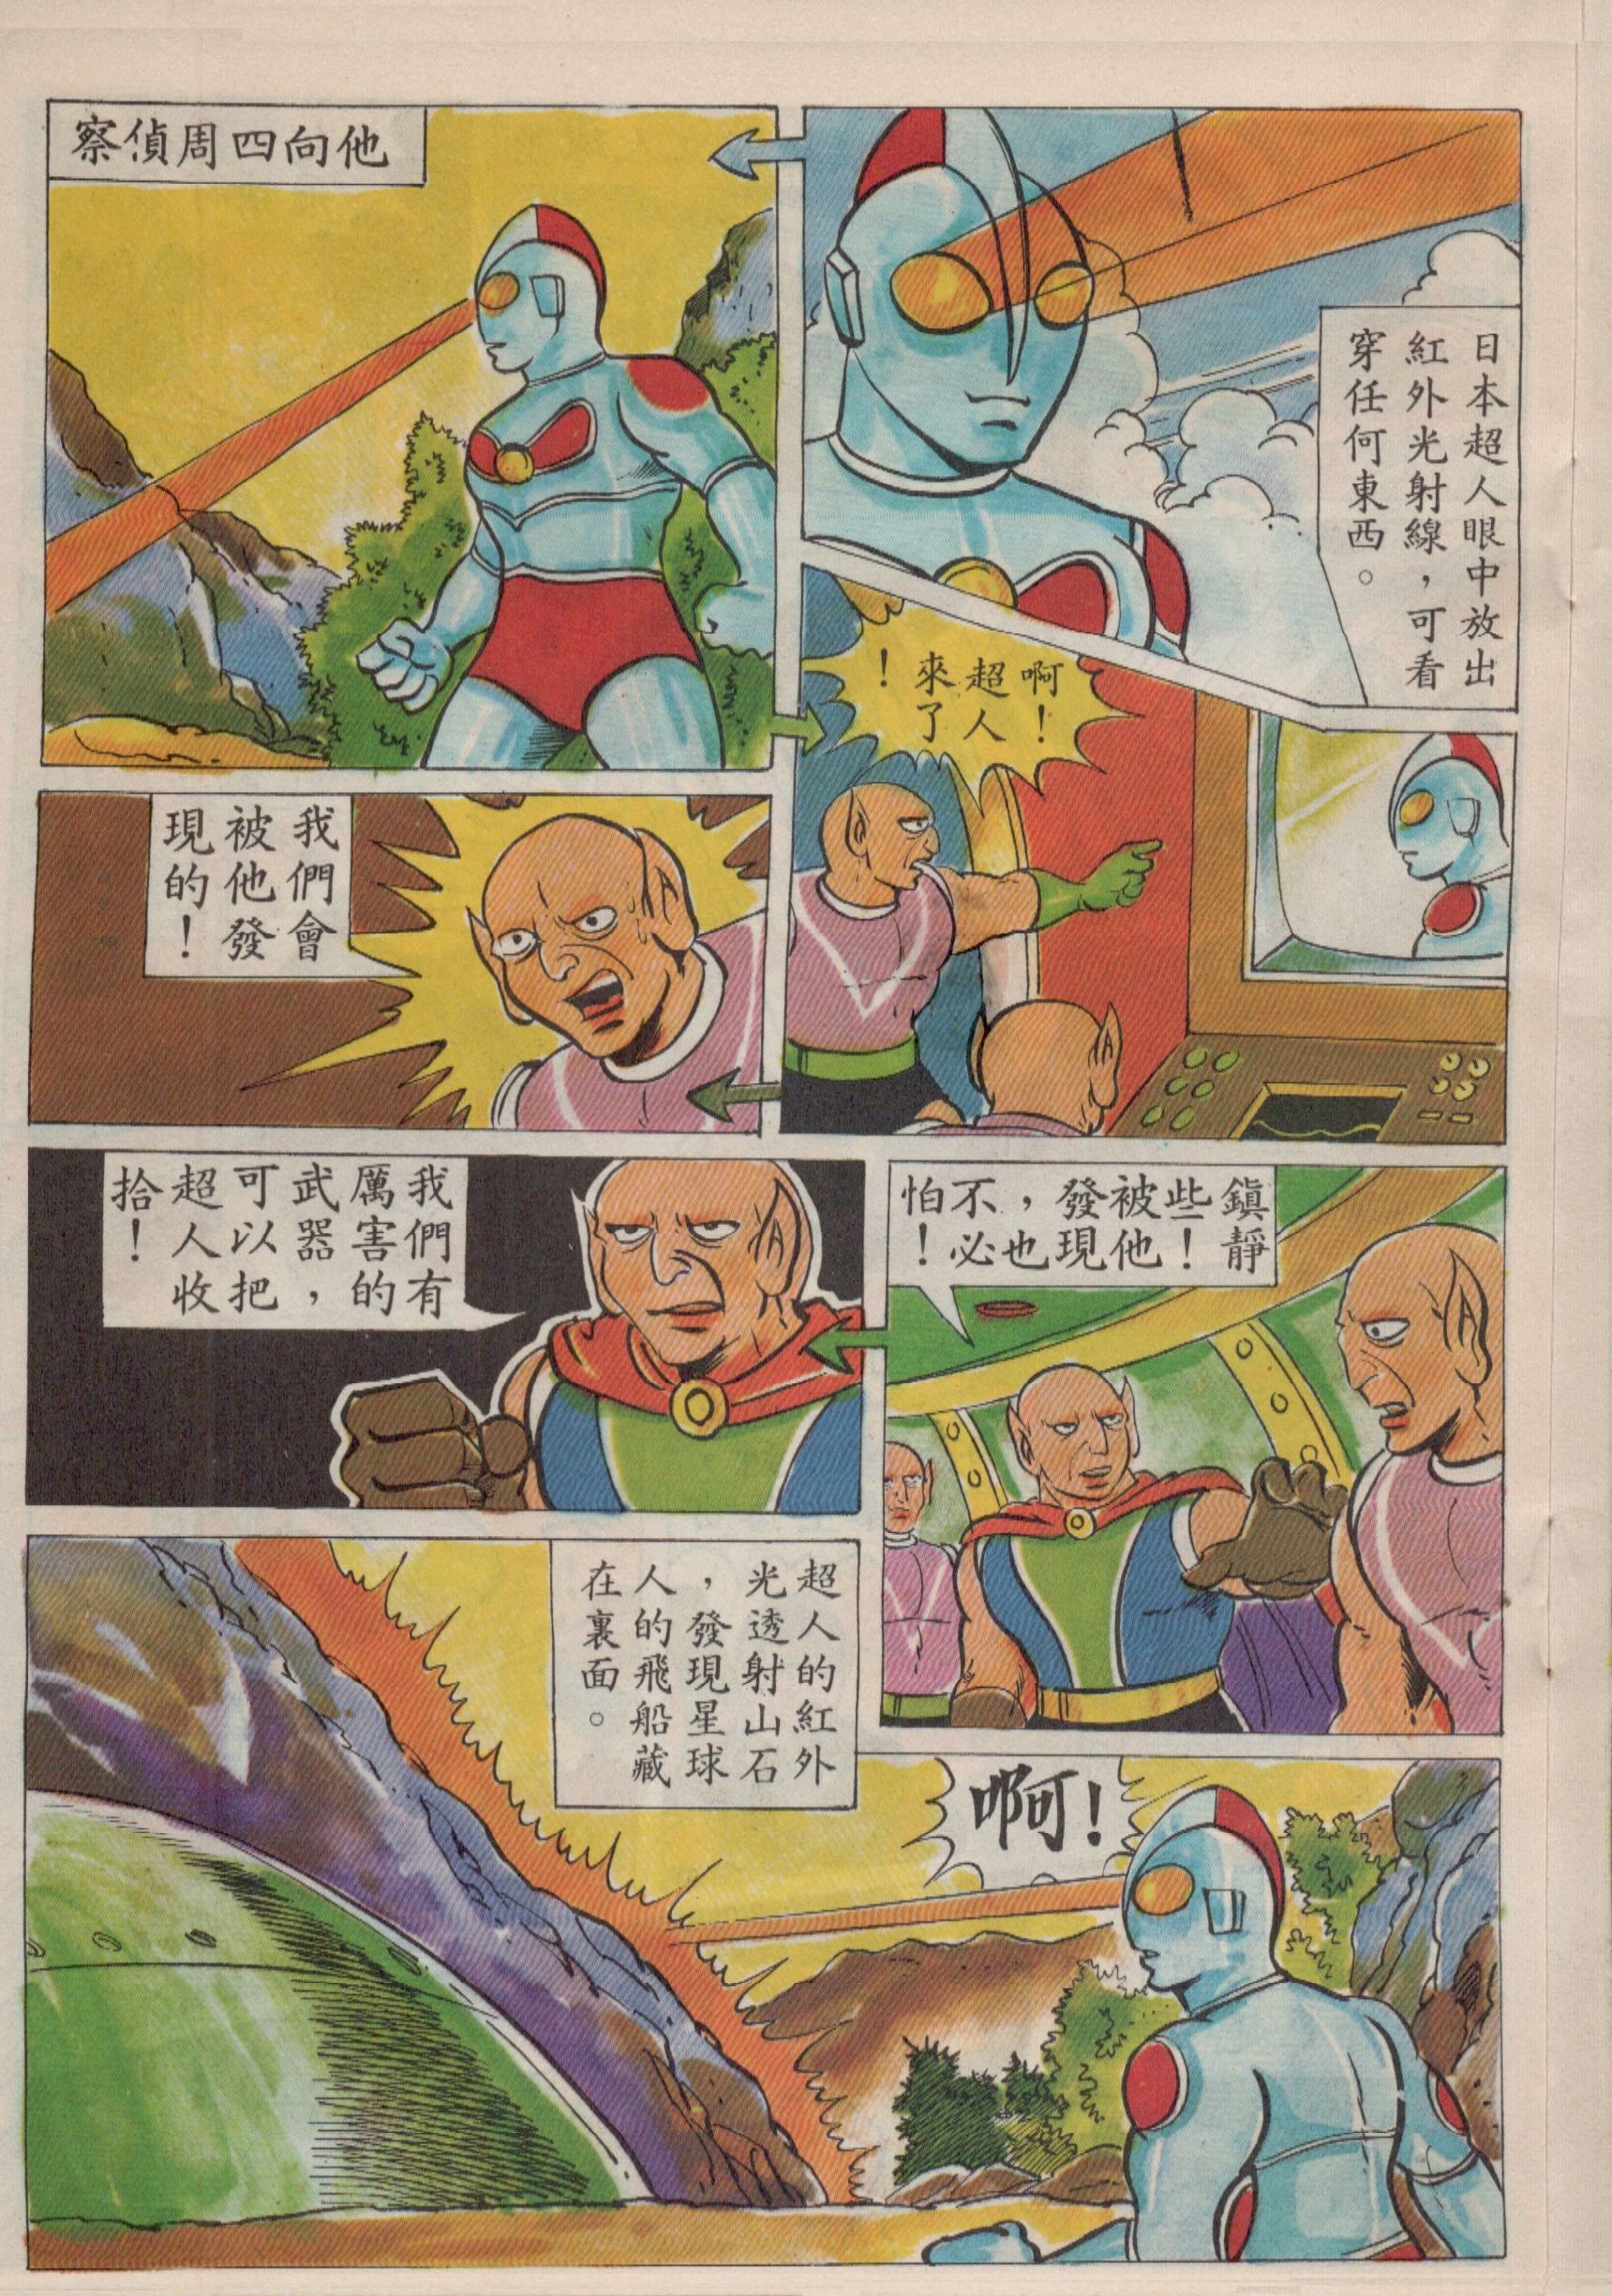 日本超人眼中放出
紅外光射線，可看
穿任何東西。
他向四周偵察
啊！
超人
來了
！
我們會
被他發
現的！
鎮靜
些！
被他
發現
，也
不必
怕！
我們有
厲害的
武器，
可以把
超人收
拾！
超人的紅外
光透射山石
，發現星球
人的飛船藏
在裏面。
啊!